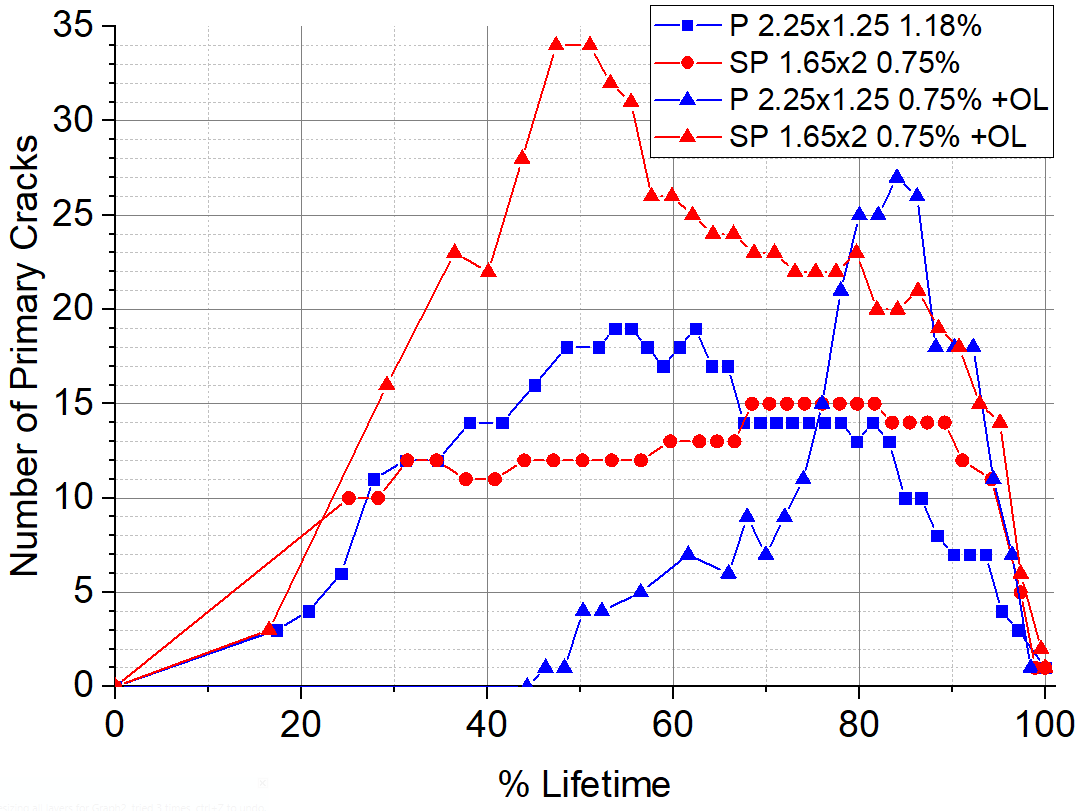 P 2.25x1.25 1.18%
SP 1.65x2 0.75%
P 2.25x1.25 0.75% +OL
SP 1.65x2 0.75% +OL
Number of Primary Cracks
35
30
25
20
15
10
5
0
0 20 40 60 80 100
% Lifetime